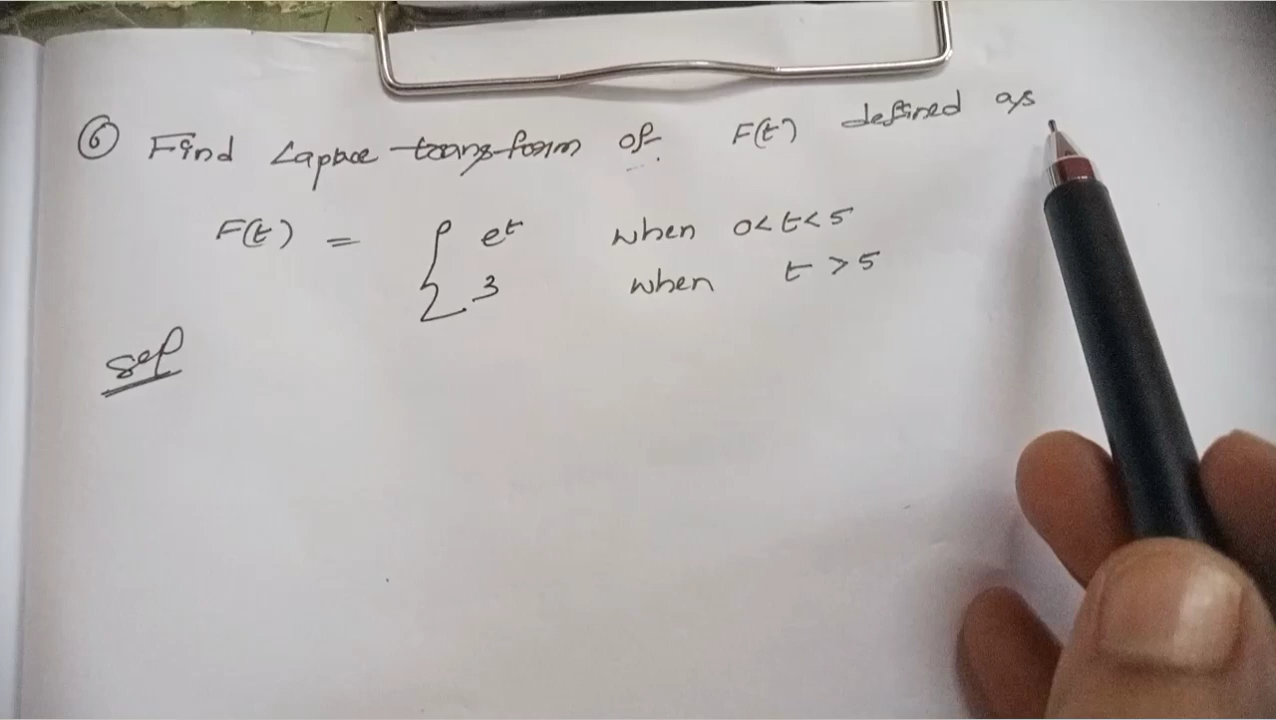 ⑥ Find Laplace transform of F(t) defined as
F(t) = { e^t when 0<t<5
3 when t >5
Sol